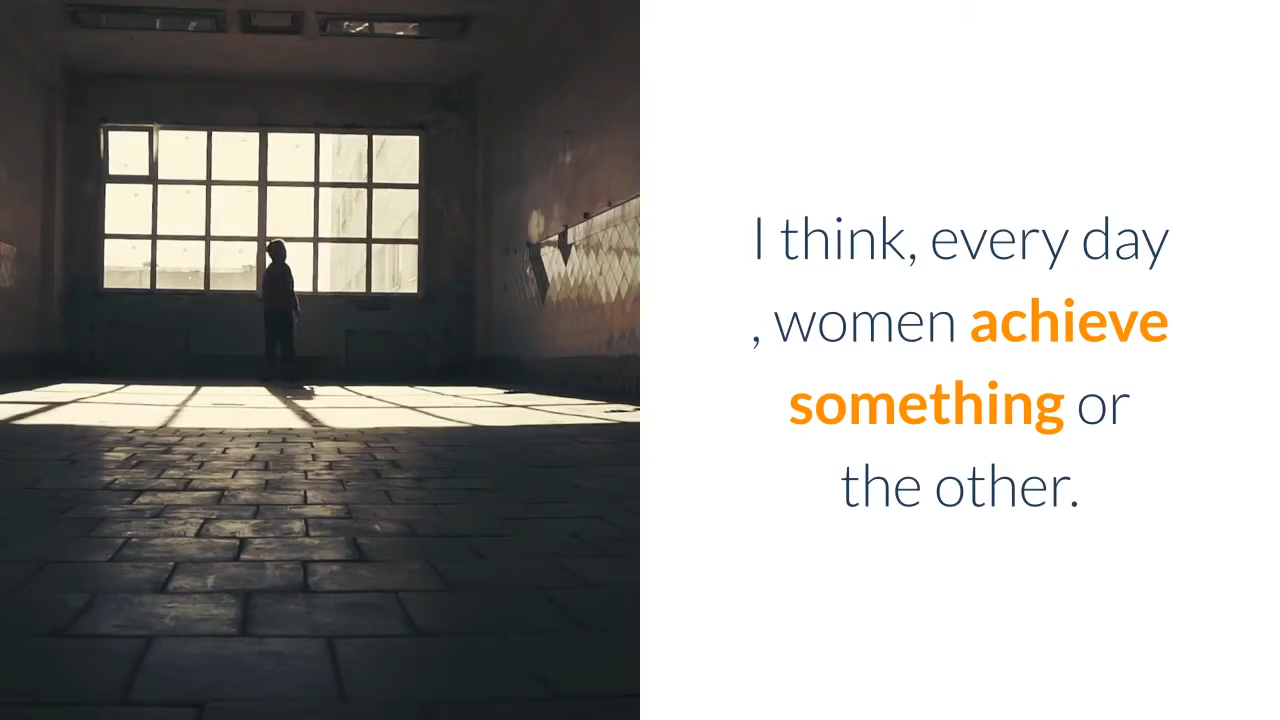 I think, every day
, women achieve
something or
the other.